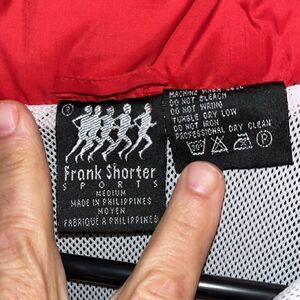 Frank Shorter
SPORTS
MEDIUM
MADE IN PHILIPPINES
MOYEN
FABRIQUÉ A PHILIPPINES
MACHINE WASH COLD
DO NOT BLEACH
DO NOT WRING
TUMBLE DRY LOW
DO NOT IRON
PROFESSIONAL DRY CLEAN